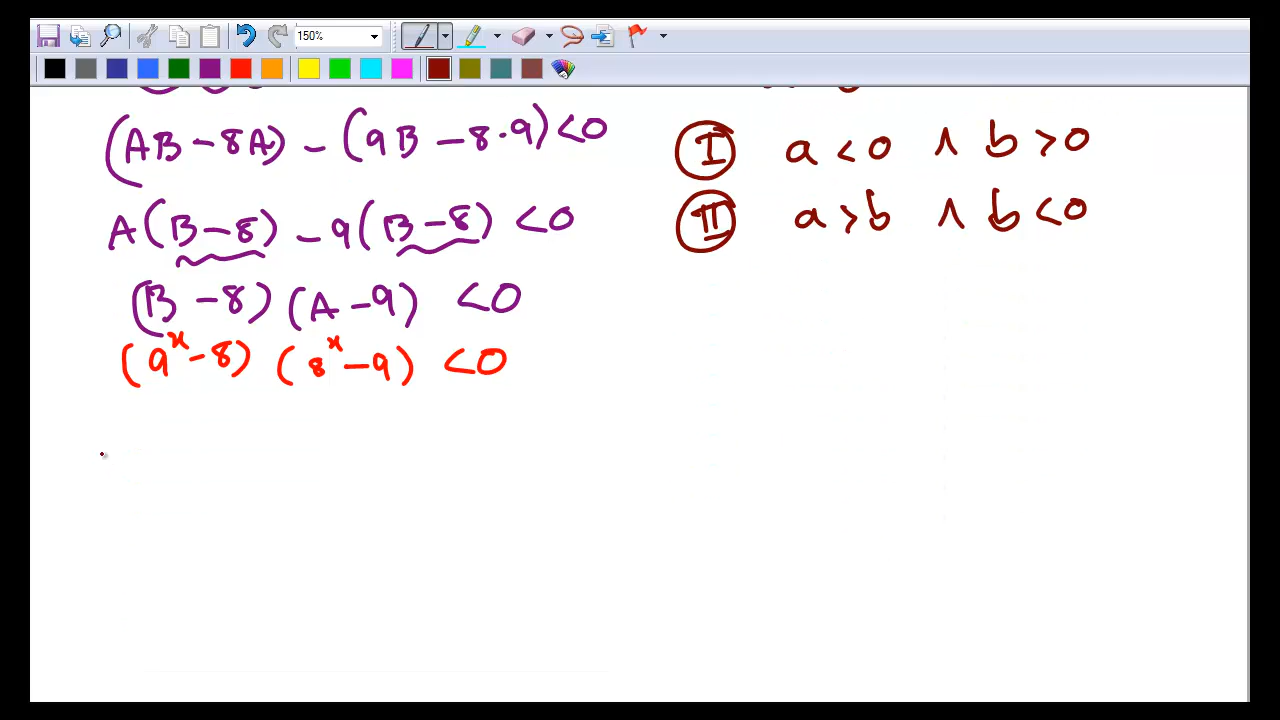 150%
(AB - 8A) - (9B - 8·9) < 0
A(B - 8) - 9(B - 8) < 0
(B - 8) (A - 9) < 0
(9ˣ - 8) (8ˣ - 9) < 0
Ⓘ a < 0 ∧ b > 0
Ⓘ︎Ⓘ a > b ∧ b < 0